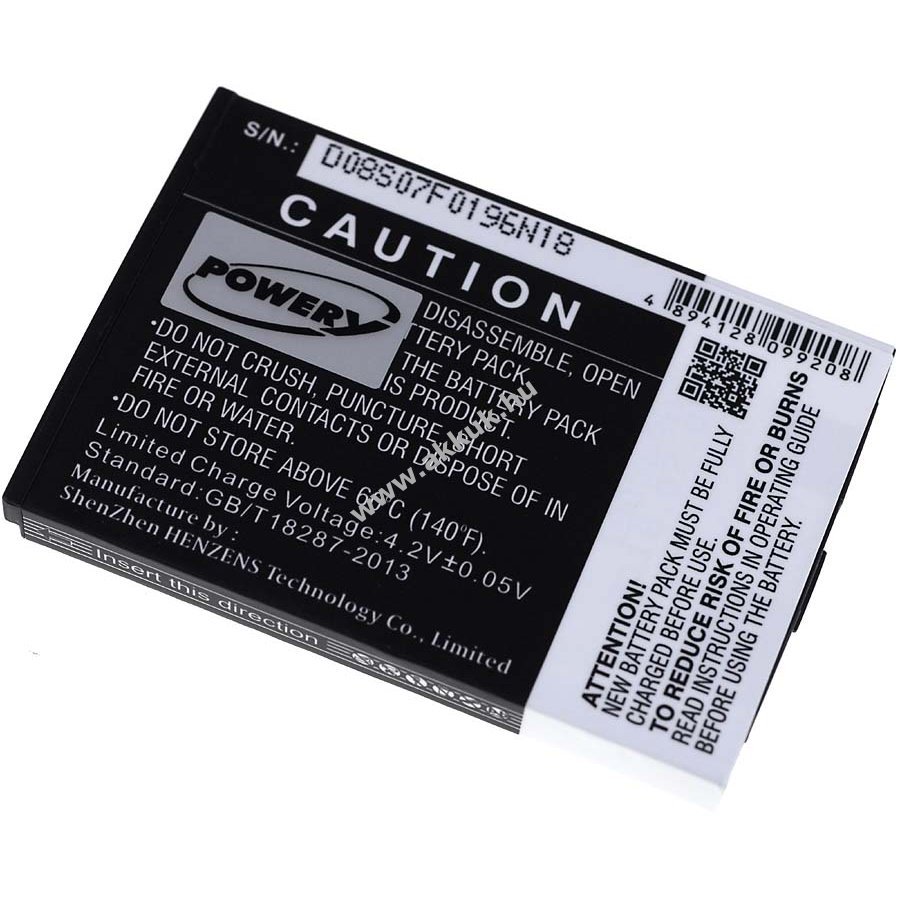 S/N.: D08S07F0196N18
CAUTION
POWERY
DISASSEMBLE, OPEN
TERY PACK.
THE BATTERY PACK
IS PRODUCT.
•DO NOT CRUSH, PUNCTURE,
EXTERNAL CONTACTS OR SHORT
FIRE OR WATER. DISPOSE OF IN
•DO NOT STORE ABOVE 6 °C (140°F).
Limited Charge Voltage:4.2V±0.05V
Standard:GB/T18287-2013
Manufacture by:
ShenZhen HENZENS Technology Co., Limited
Insert this direction
4 894128 099208
ATTENTION!
NEW BATTERY PACK MUST BE
CHARGED BEFORE USE.
TO REDUCE RISK OF FIRE OR BURNS
READ INSTRUCTIONS IN OPERATING GUIDE
BEFORE USING THE BATTERY.
www.akkuk.hu